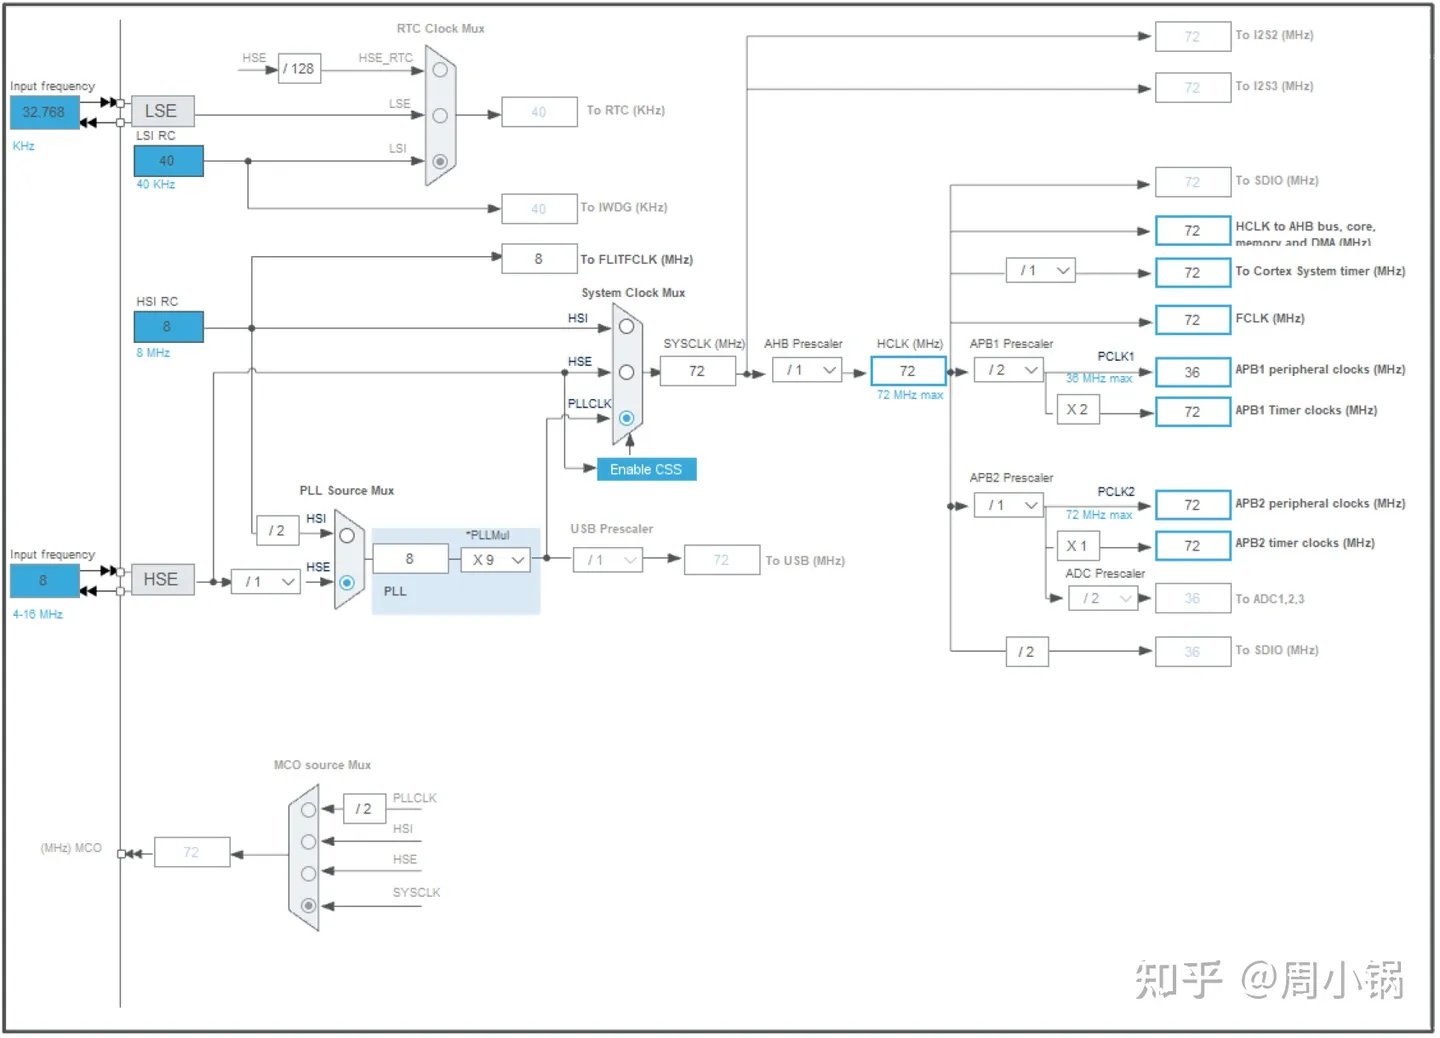 RTC Clock Mux
HSE
/ 128
HSE_RTC
To I2S2 (MHz)
72
To I2S3 (MHz)
72
Input frequency
32.768
KHz
LSE
LSE
40
To RTC (KHz)
LSI RC
40
40 KHz
LSI
40
To IWDG (KHz)
72
To SDIO (MHz)
8
To FLITFCLK (MHz)
72
HCLK to AHB bus, core,
memory and DMA (MHz)
/ 1
72
To Cortex System timer (MHz)
HSI RC
8
8 MHz
System Clock Mux
HSI
HSE
PLLCLK
Enable CSS
SYSCLK (MHz)
72
AHB Prescaler
/ 1
HCLK (MHz)
72
72 MHz max
72
FCLK (MHz)
APB1 Prescaler
/ 2
PCLK1
36 MHz max
36
APB1 peripheral clocks (MHz)
X 2
72
APB1 Timer clocks (MHz)
APB2 Prescaler
/ 1
PCLK2
72 MHz max
72
APB2 peripheral clocks (MHz)
X 1
72
APB2 timer clocks (MHz)
ADC Prescaler
/ 2
36
To ADC1,2,3
/ 2
36
To SDIO (MHz)
PLL Source Mux
/ 2
HSI
Input frequency
8
4-16 MHz
HSE
/ 1
HSE
8
*PLLMul
X 9
PLL
USB Prescaler
/ 1
72
To USB (MHz)
MCO source Mux
/ 2
PLLCLK
HSI
HSE
SYSCLK
(MHz) MCO
72
知乎 @周小锅